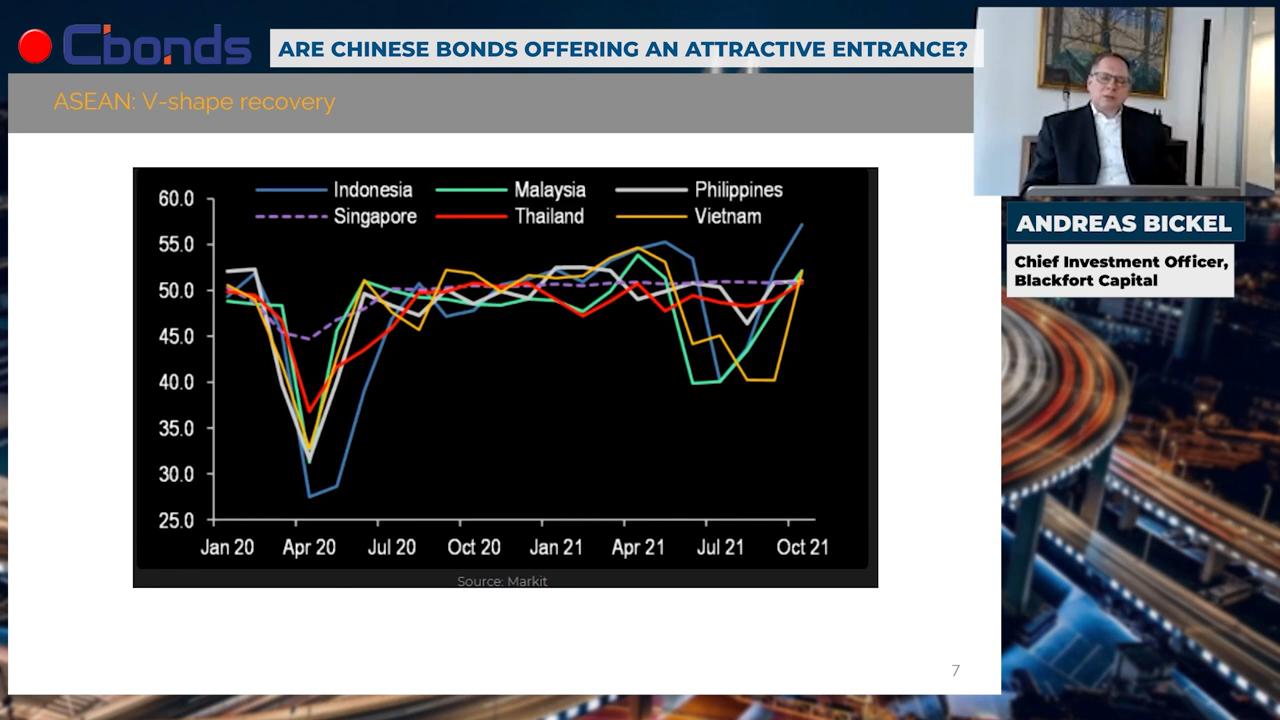 Cbonds
ARE CHINESE BONDS OFFERING AN ATTRACTIVE ENTRANCE?
ASEAN: V-shape recovery
Indonesia Malaysia Philippines
Singapore Thailand Vietnam
60.0
55.0
50.0
45.0
40.0
35.0
30.0
25.0
Jan 20 Apr 20 Jul 20 Oct 20 Jan 21 Apr 21 Jul 21 Oct 21
Source: Markit
7
ANDREAS BICKEL
Chief Investment Officer,
Blackfort Capital